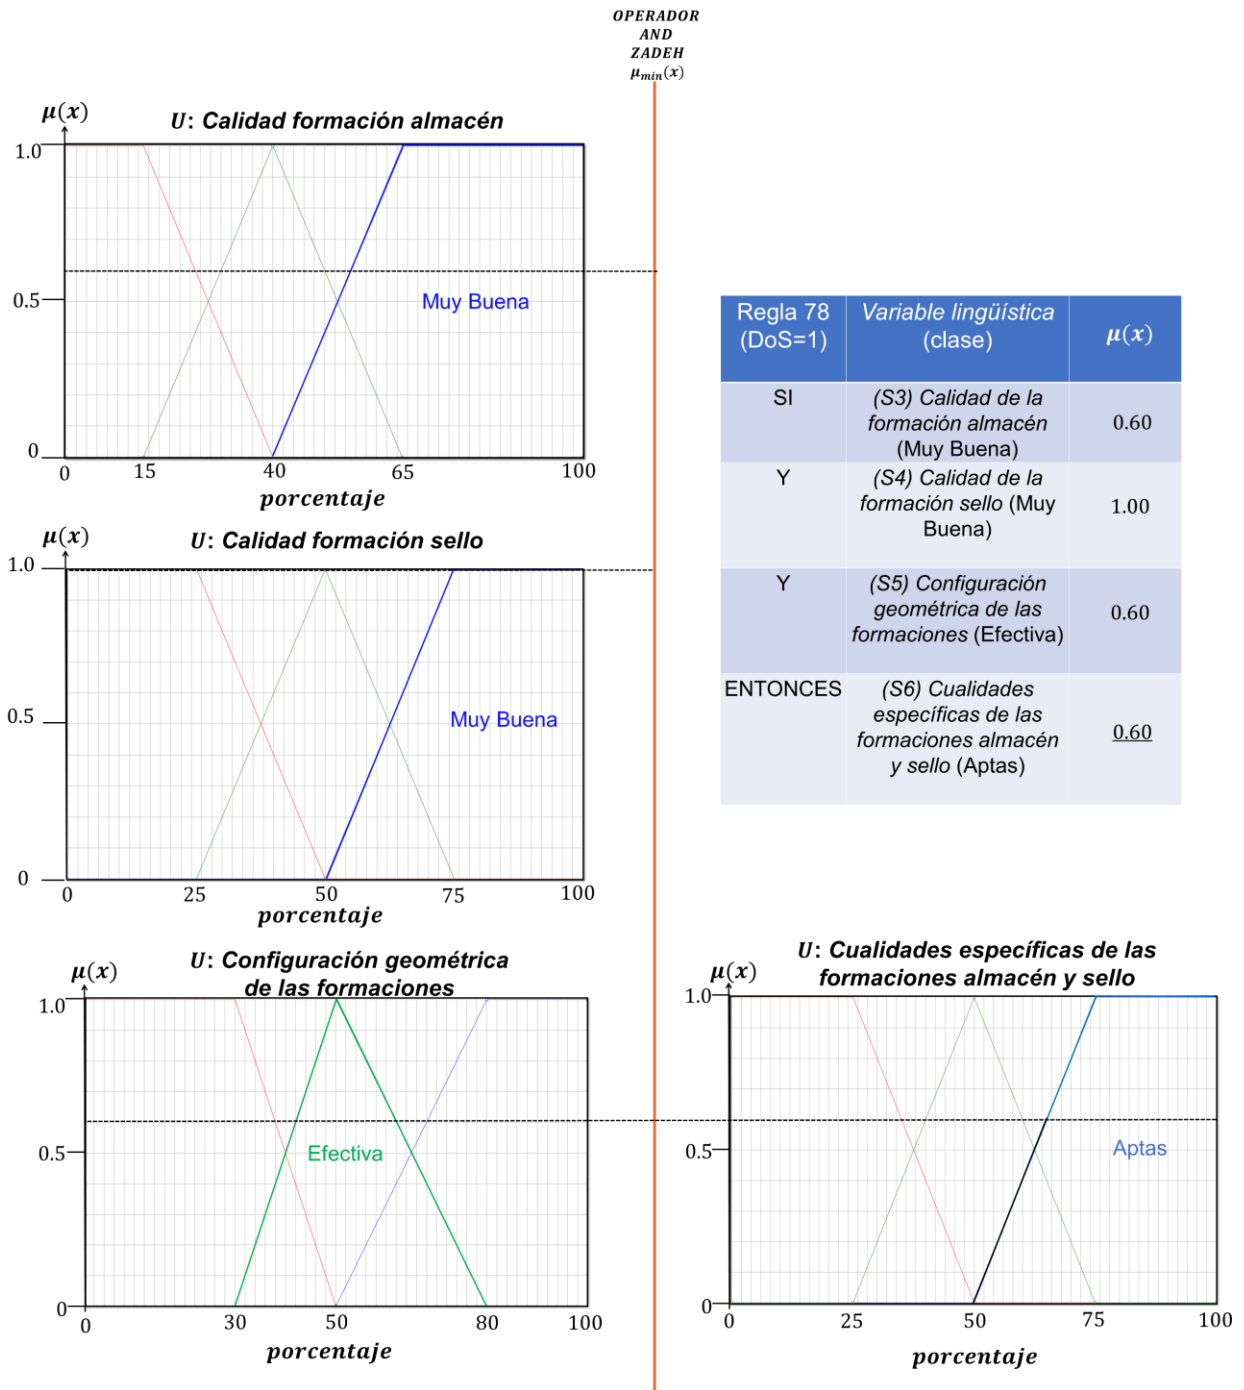 OPERADOR
AND
ZADEH
μmin(x)
μ(x)
U: Calidad formación almacén
1.0
0.5
0
Muy Buena
0 15 40 65 100
porcentaje
μ(x)
U: Calidad formación sello
1.0
0.5
0
Muy Buena
0 25 50 75 100
porcentaje
μ(x)
U: Configuración geométrica
de las formaciones
1.0
0.5
0
Efectiva
0 30 50 80 100
porcentaje
Regla 78
(DoS=1)
Variable lingüística
(clase)
μ(x)
SI
(S3) Calidad de la
formación almacén
(Muy Buena)
0.60
Y
(S4) Calidad de la
formación sello (Muy
Buena)
1.00
Y
(S5) Configuración
geométrica de las
formaciones (Efectiva)
0.60
ENTONCES
(S6) Cualidades
específicas de las
formaciones almacén
y sello (Aptas)
0.60
μ(x)
U: Cualidades específicas de las
formaciones almacén y sello
1.0
0.5
0
Aptas
0 25 50 75 100
porcentaje